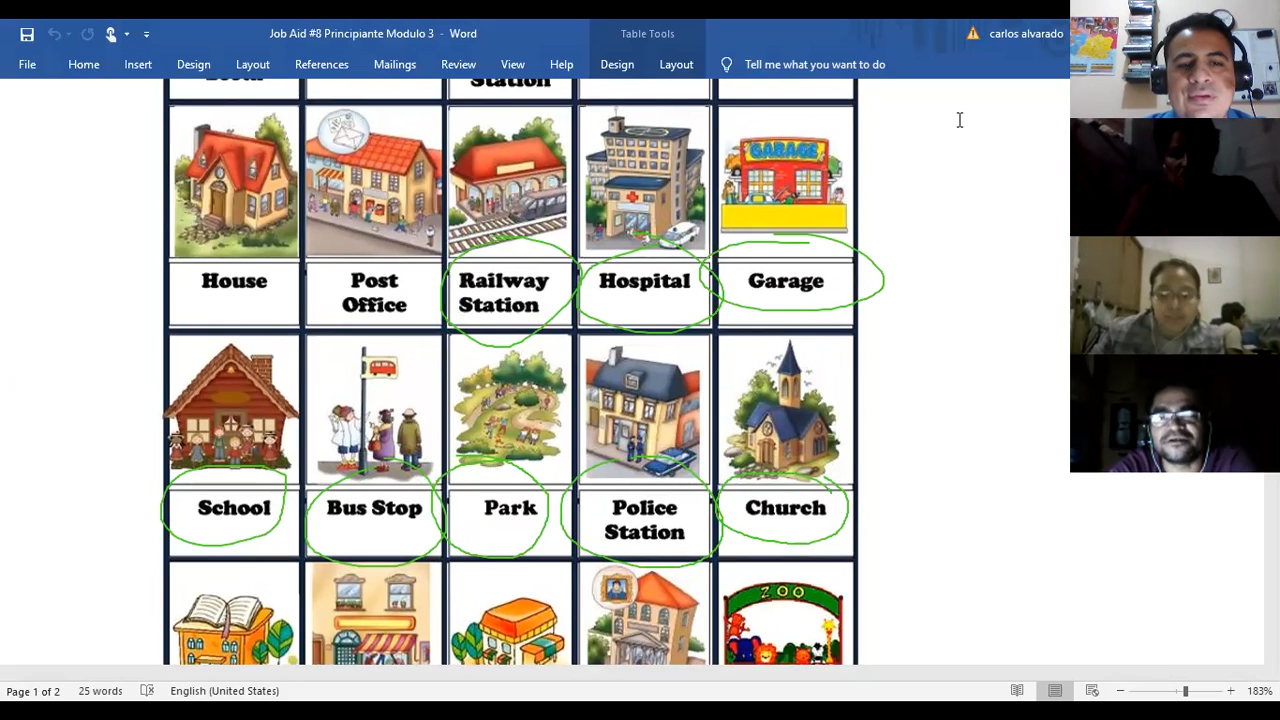 Job Aid #8 Principiante Modulo 3 - Word
Table Tools
carlos alvarado
File Home Insert Design Layout References Mailings Review View Help Design Layout Tell me what you want to do
Station
GARAGE
House
Post Office
Railway Station
Hospital
Garage
School
Bus Stop
Park
Police Station
Church
ZOO
Page 1 of 2 25 words English (United States) 183%